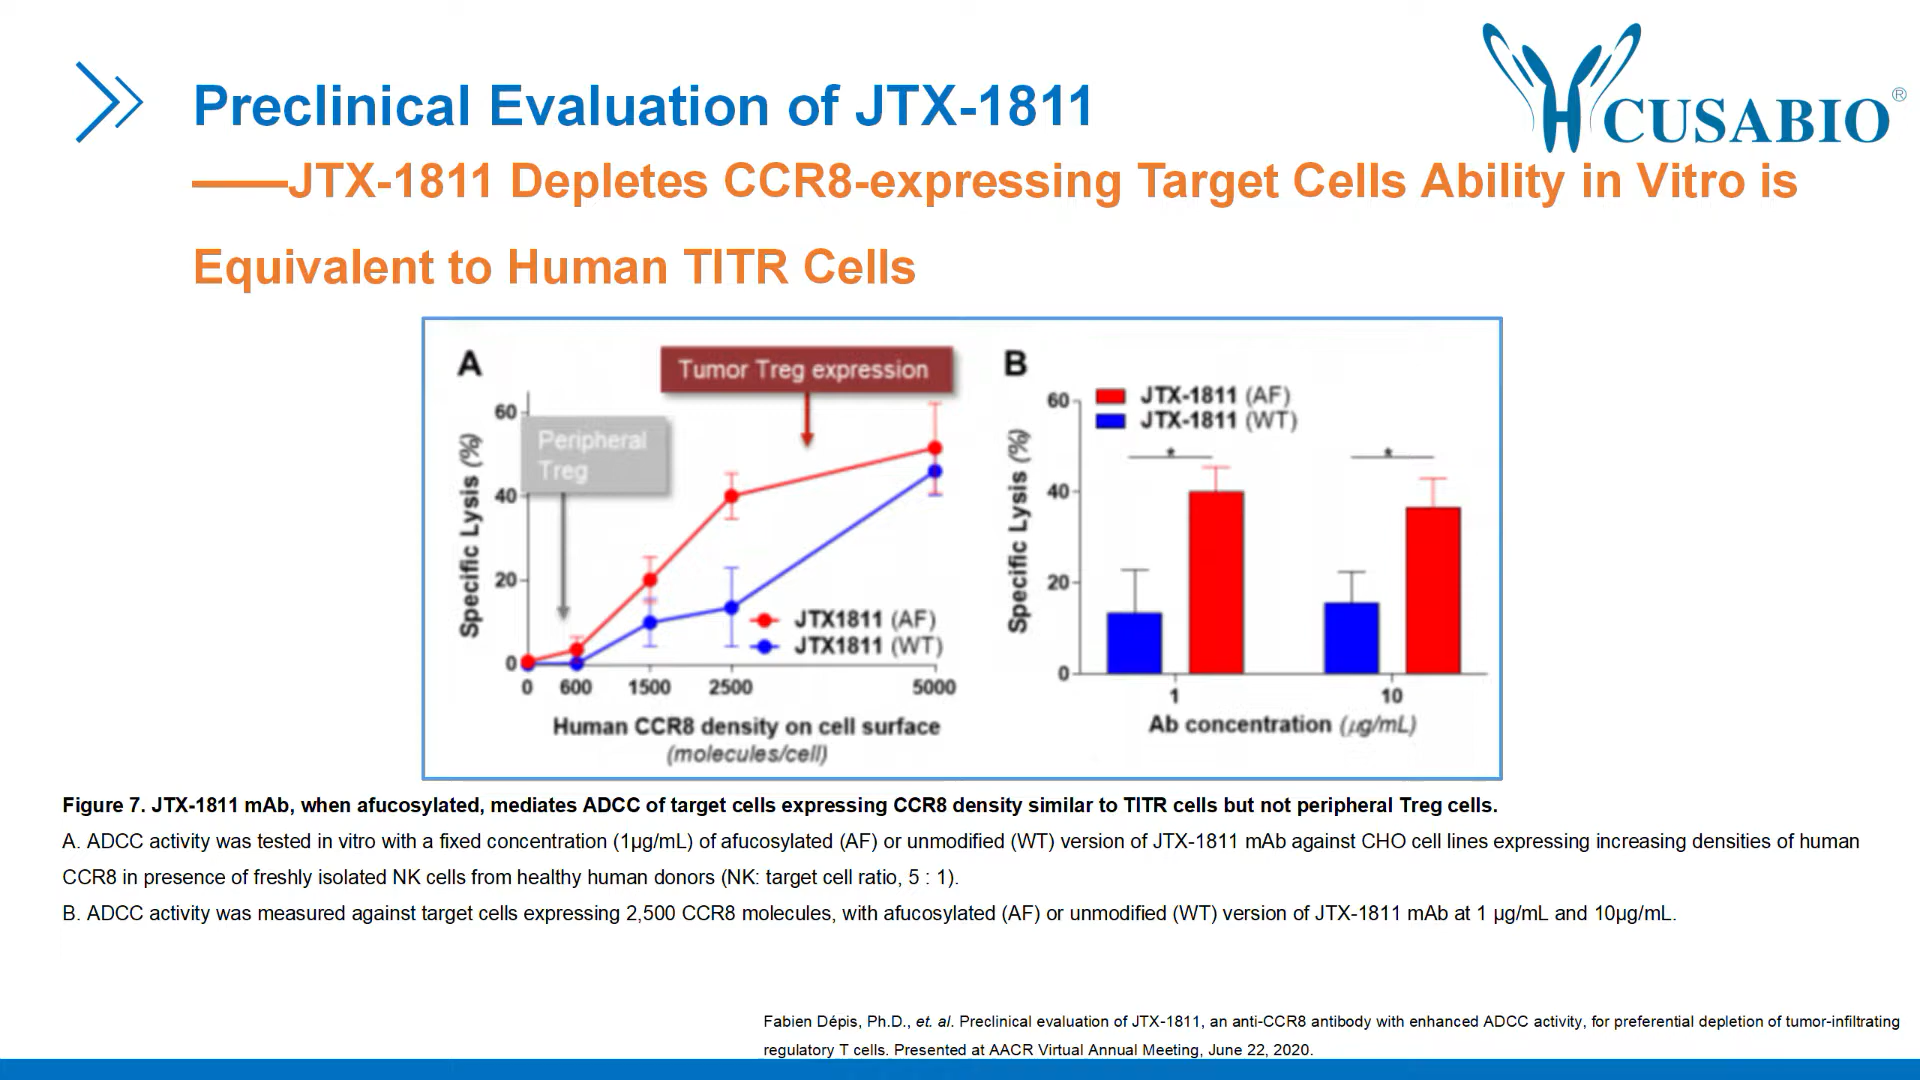 Preclinical Evaluation of JTX-1811
——JTX-1811 Depletes CCR8-expressing Target Cells Ability in Vitro is
Equivalent to Human TITR Cells
CUSABIO®
A
Tumor Treg expression
Peripheral
Treg
Specific Lysis (%)
60
40
20
0
JTX1811 (AF)
JTX1811 (WT)
0 600 1500 2500 5000
Human CCR8 density on cell surface
(molecules/cell)
B
JTX-1811 (AF)
JTX-1811 (WT)
Specific Lysis (%)
60
40
20
0
* *
1 10
Ab concentration (µg/mL)
Figure 7. JTX-1811 mAb, when afucosylated, mediates ADCC of target cells expressing CCR8 density similar to TITR cells but not peripheral Treg cells.
A. ADCC activity was tested in vitro with a fixed concentration (1µg/mL) of afucosylated (AF) or unmodified (WT) version of JTX-1811 mAb against CHO cell lines expressing increasing densities of human
CCR8 in presence of freshly isolated NK cells from healthy human donors (NK: target cell ratio, 5 : 1).
B. ADCC activity was measured against target cells expressing 2,500 CCR8 molecules, with afucosylated (AF) or unmodified (WT) version of JTX-1811 mAb at 1 µg/mL and 10µg/mL.
Fabien Dépis, Ph.D., et. al. Preclinical evaluation of JTX-1811, an anti-CCR8 antibody with enhanced ADCC activity, for preferential depletion of tumor-infiltrating
regulatory T cells. Presented at AACR Virtual Annual Meeting, June 22, 2020.